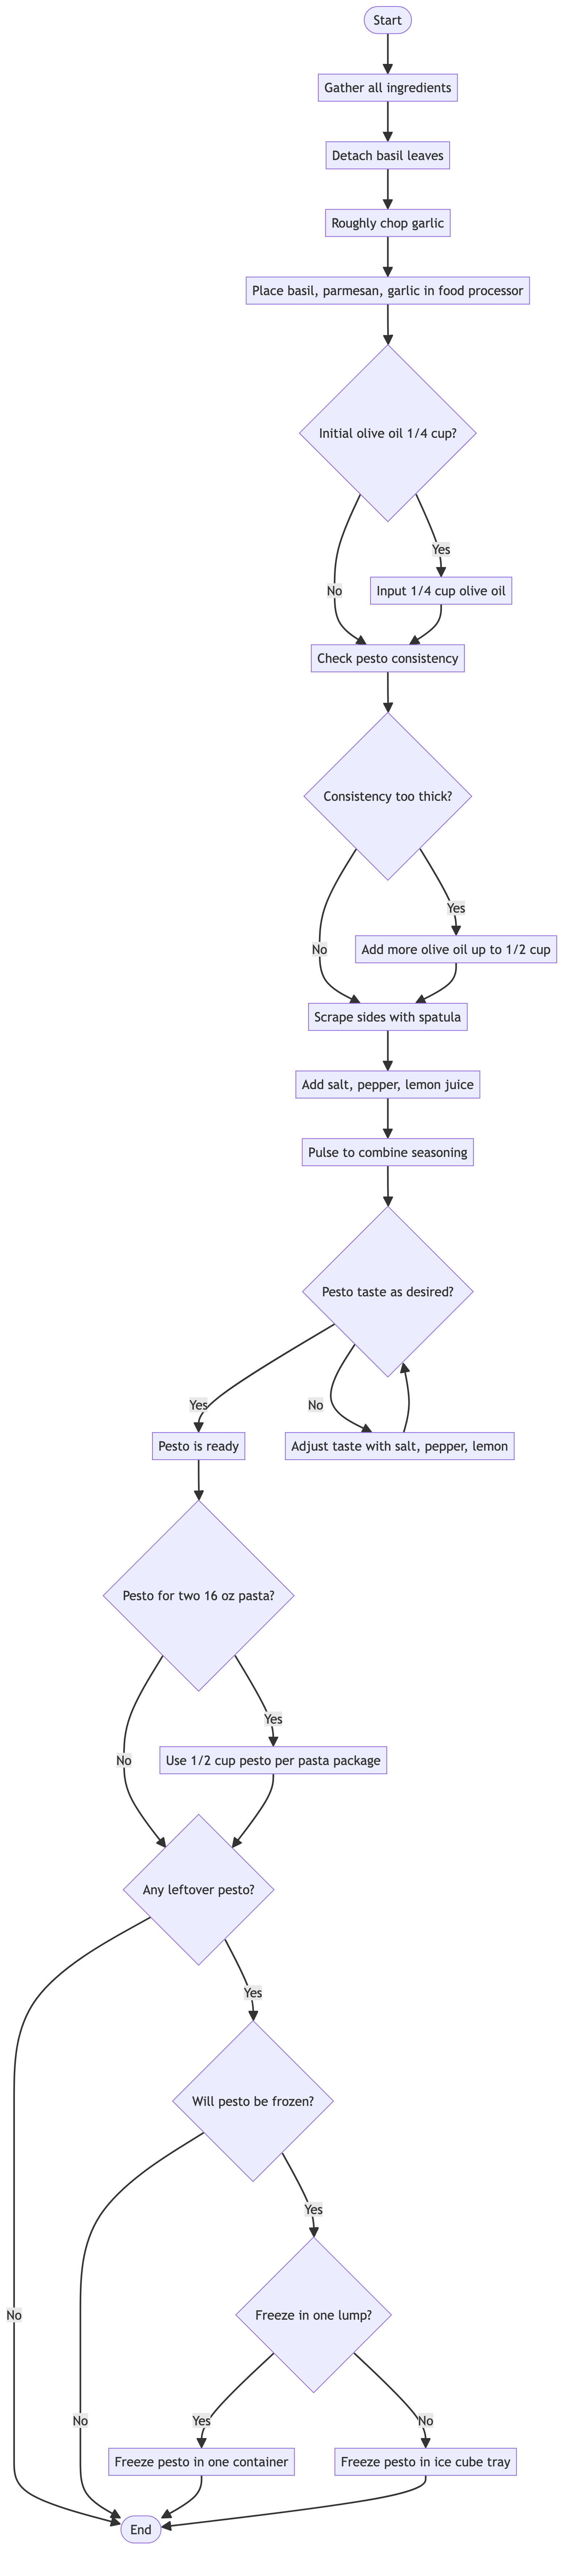 Start
Gather all ingredients
Detach basil leaves
Roughly chop garlic
Place basil, parmesan, garlic in food processor
Initial olive oil 1/4 cup?
Yes
No
Input 1/4 cup olive oil
Check pesto consistency
Consistency too thick?
Yes
No
Add more olive oil up to 1/2 cup
Scrape sides with spatula
Add salt, pepper, lemon juice
Pulse to combine seasoning
Pesto taste as desired?
Yes
No
Pesto is ready
Adjust taste with salt, pepper, lemon
Pesto for two 16 oz pasta?
Yes
No
Use 1/2 cup pesto per pasta package
Any leftover pesto?
Yes
Will pesto be frozen?
Yes
Freeze in one lump?
No
No
Yes
No
Freeze pesto in one container
Freeze pesto in ice cube tray
End